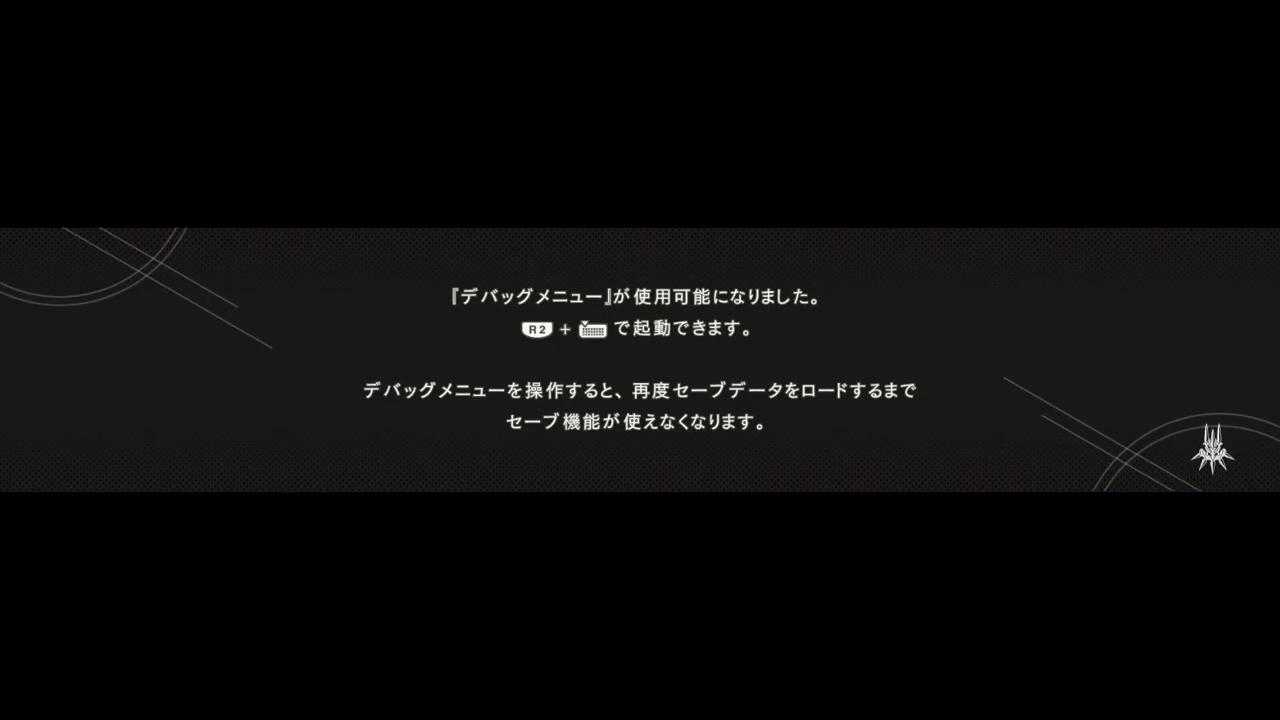 『デバッグメニュー』が使用可能になりました。
R2 + で起動できます。
デバッグメニューを操作すると、再度セーブデータをロードするまで
セーブ機能が使えなくなります。